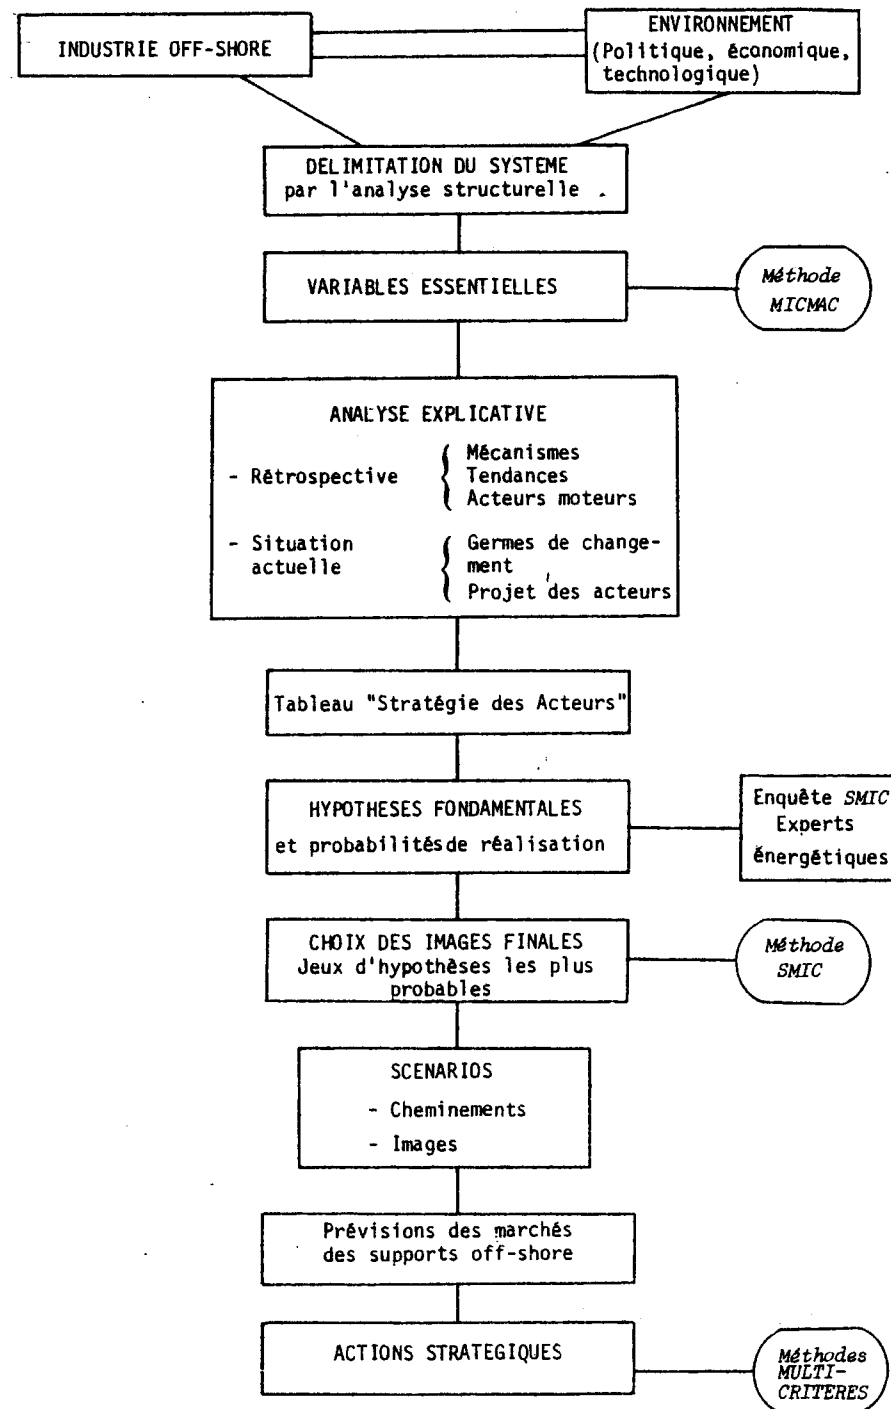 INDUSTRIE OFF-SHORE
ENVIRONNEMENT
(Politique, économique,
technologique)
DELIMITATION DU SYSTEME
par l'analyse structurelle
VARIABLES ESSENTIELLES
Méthode
MICMAC
ANALYSE EXPLICATIVE
- Rétrospective
Mécanismes
Tendances
Acteurs moteurs
- Situation
actuelle
Germes de change-
ment
Projet des acteurs
Tableau "Stratégie des Acteurs"
HYPOTHESES FONDAMENTALES
et probabilités de réalisation
Enquête SMIC
Experts
énergétiques
CHOIX DES IMAGES FINALES
Jeux d'hypothèses les plus
probables
Méthode
SMIC
SCENARIOS
- Cheminements
- Images
Prévisions des marchés
des supports off-shore
ACTIONS STRATEGIQUES
Méthodes
MULTI-
CRITERES